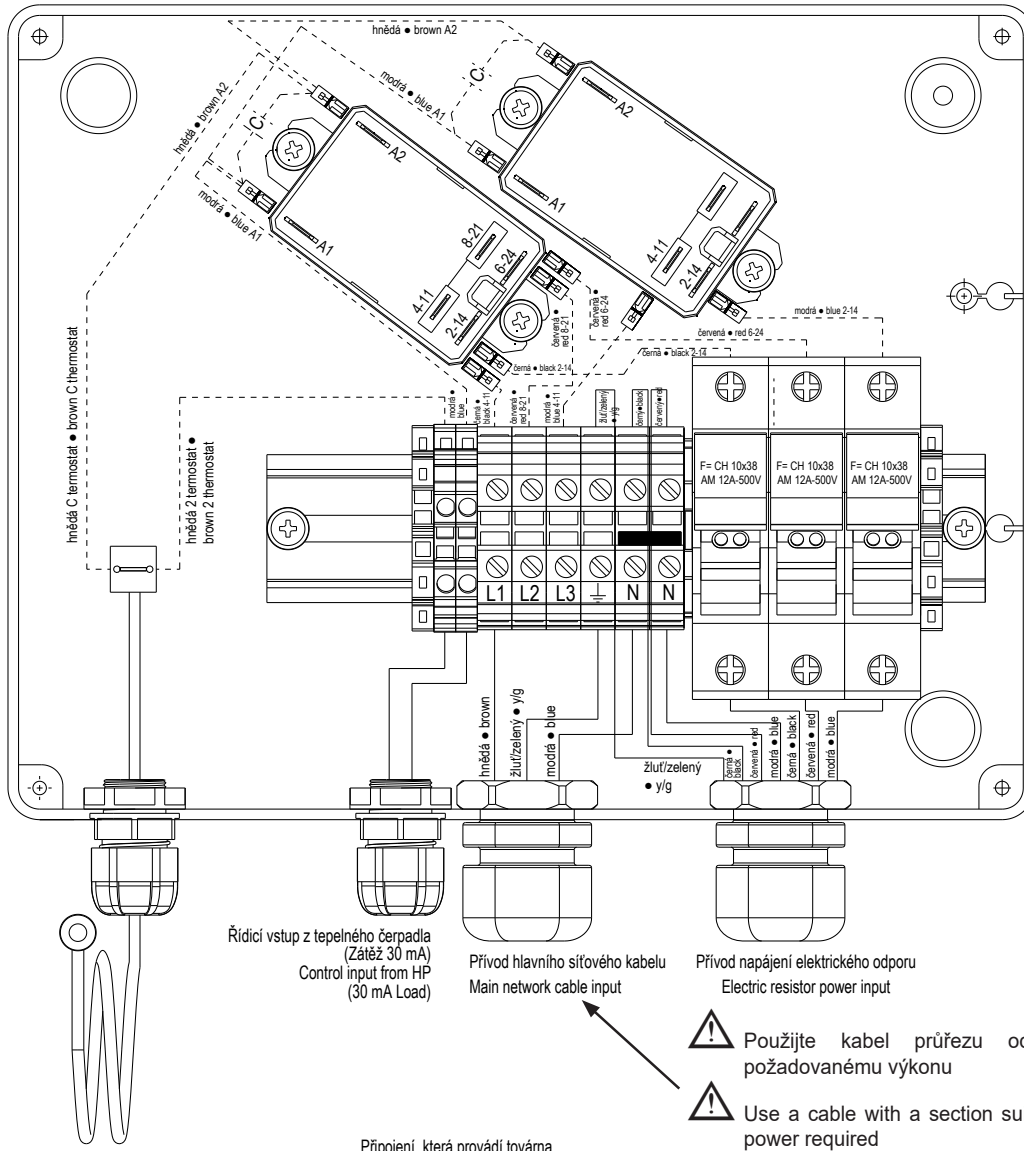 hnědá ● brown A2
modrá ● blue A1
hnědá ● brown A2
modrá ● blue A1
C
C
A2
A1
A2
A1
8-21
6-24
4-11
2-14
4-11
2-14
červená ●
red 6-24
červená ●
red 8-21
modrá ● blue 2-14
červená ● red 6-24
černá ● black 2-14
černá ● black 2-14
modrá ●
blue
černá ●
black 4-11
červená ●
red 8-21
modrá ●
blue 4-11
žluť/zelený
● y/g
černý●black
červený●red
hnědá C termostat ● brown C thermostat
hnědá 2 termostat ●
brown 2 thermostat
F= CH 10x38
AM 12A-500V
F= CH 10x38
AM 12A-500V
F= CH 10x38
AM 12A-500V
L1 L2 L3 N N
hnědá ● brown
žluť/zelený ● y/g
modrá ● blue
žluť/zelený
● y/g
černá ●
black
červená ● red
modrá ● blue
černá ● black
červená ● red
modrá ● blue
Řídicí vstup z tepelného čerpadla
(Zátěž 30 mA)
Control input from HP
(30 mA Load)
Přívod hlavního síťového kabelu
Main network cable input
Přívod napájení elektrického odporu
Electric resistor power input
Použijte kabel průřezu
požadovanému výkonu
Use a cable with a section
power required
Připojení, která provádí továrna